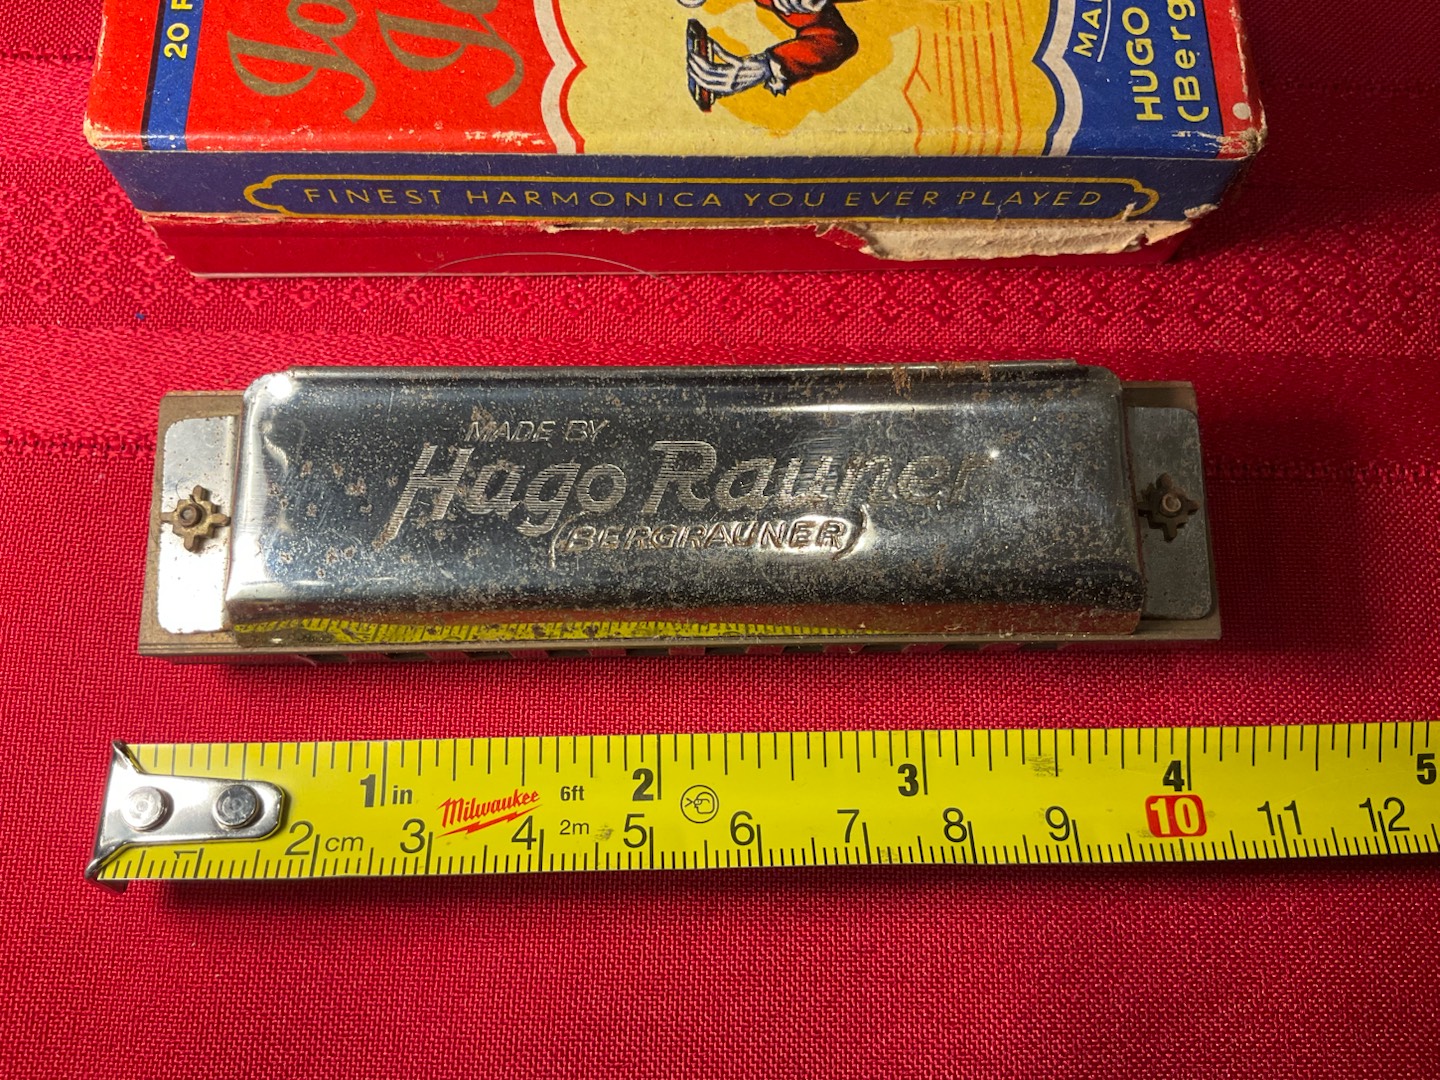 20
MA
HUGO
(Berg
FINEST HARMONICA YOU EVER PLAYED
MADE BY
Hago Rauner
(BERGRAUNER)
1 in 2 3 4 5
Milwaukee 6ft
2m
2 cm 3 4 5 6 7 8 9 10 11 12